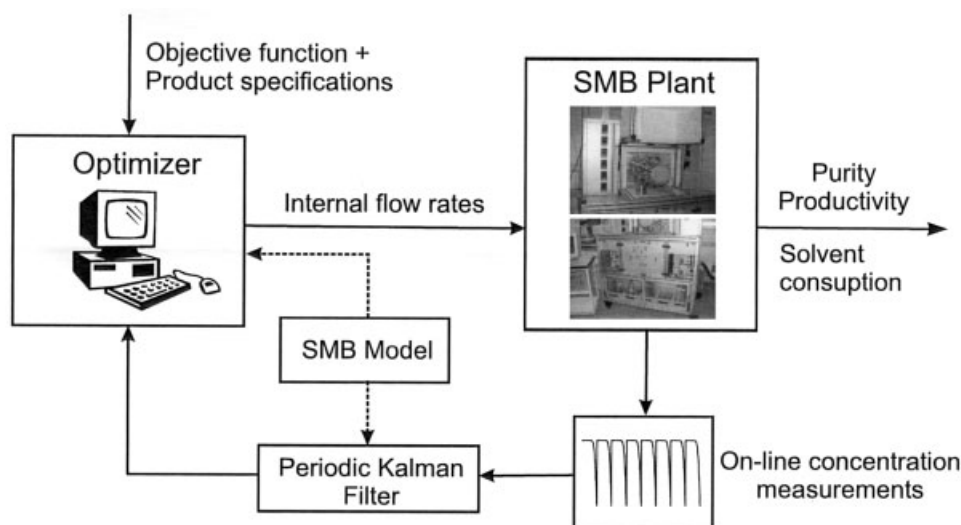 Objective function +
Product specifications
Optimizer
Internal flow rates
SMB Plant
Purity
Productivity
Solvent
consuption
SMB Model
Periodic Kalman
Filter
On-line concentration
measurements